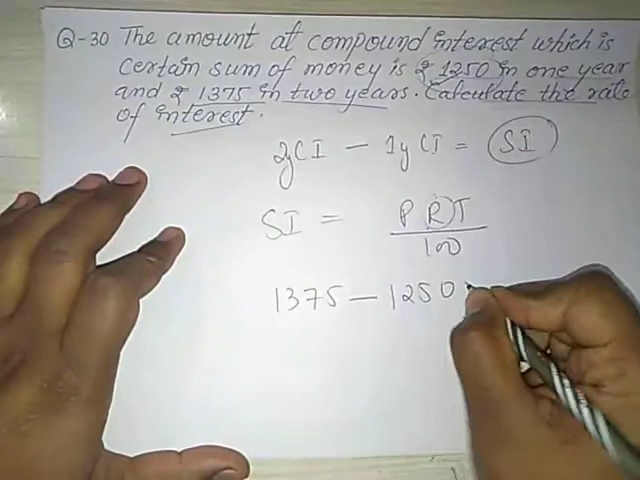 Q-30 The amount at compound interest which is
certain sum of money is ₹ 1250 in one year
and ₹ 1375 in two years. Calculate the rate
of interest.
2y CI - 1y CI = SI
SI = PRT
100
1375 - 1250